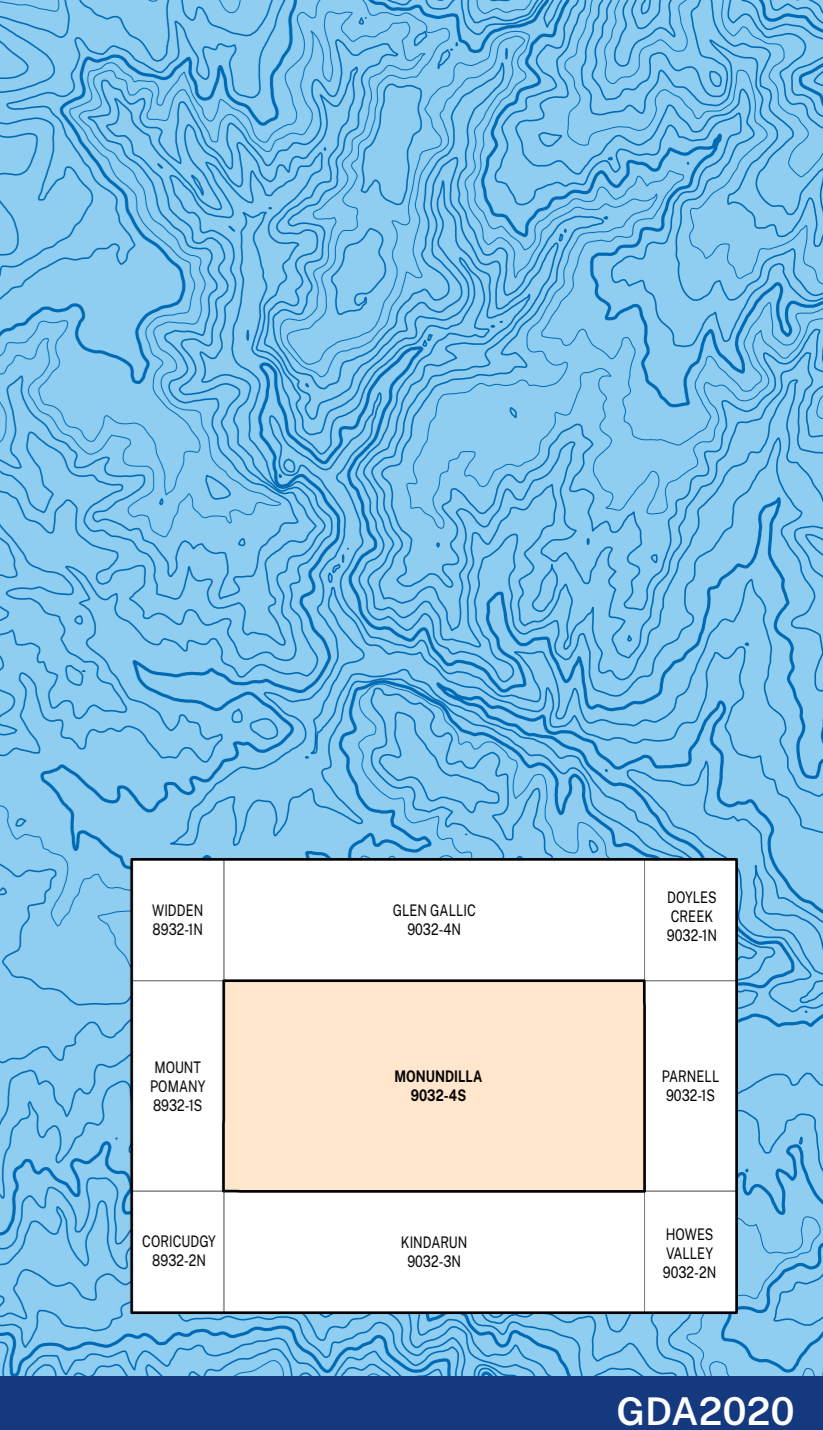 WIDDEN
8932-1N
GLEN GALLIC
9032-4N
DOYLES
CREEK
9032-1N
MOUNT
POMANY
8932-1S
MONUNDILLA
9032-4S
PARNELL
9032-1S
CORICUDGY
8932-2N
KINDARUN
9032-3N
HOWES
VALLEY
9032-2N
GDA2020